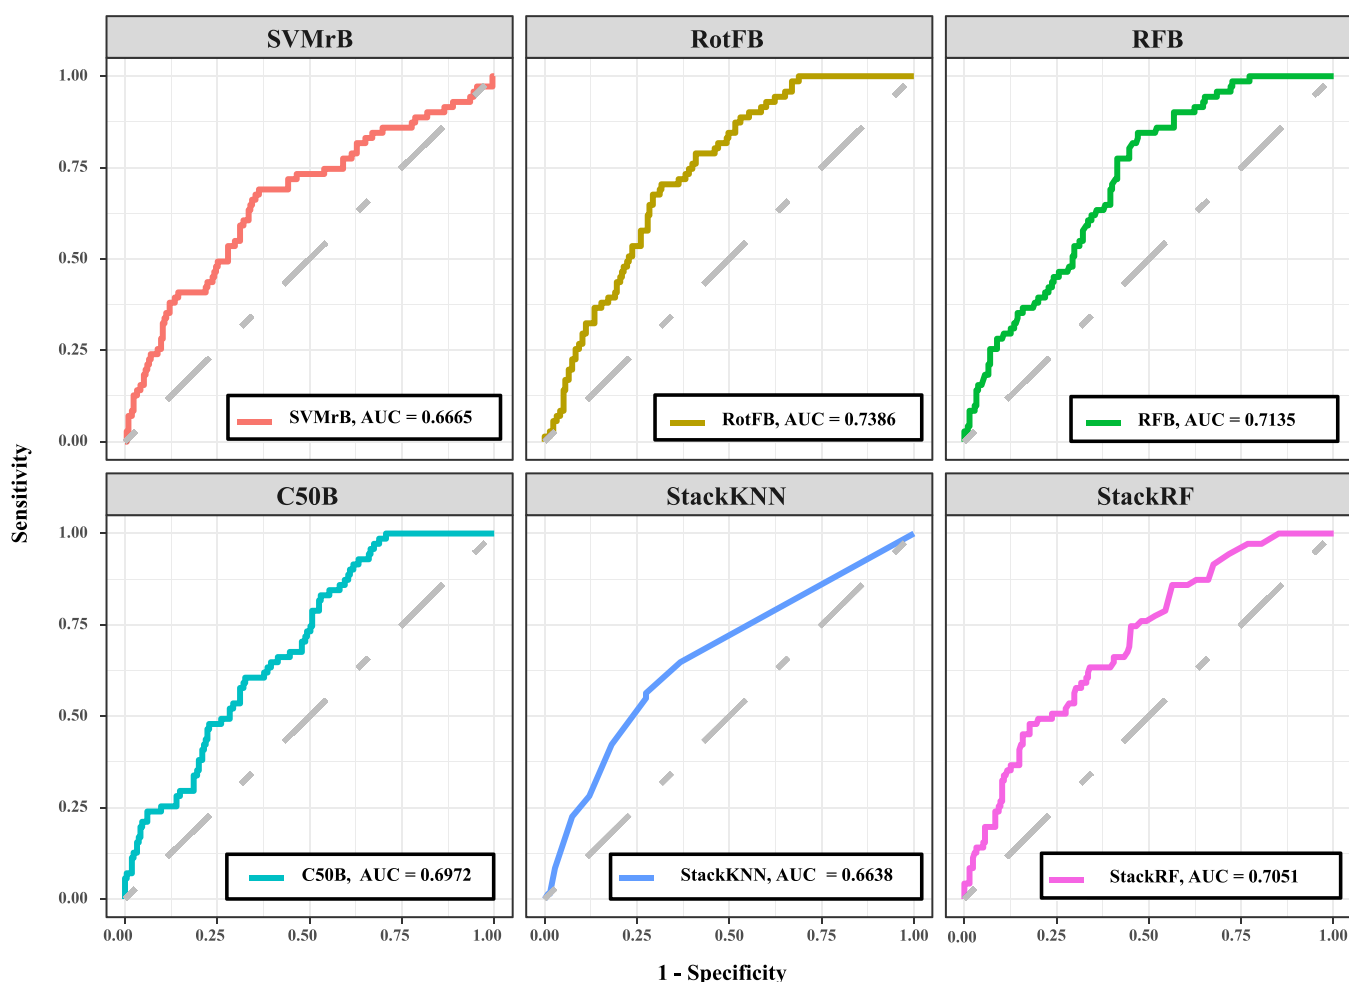 SVMrB RotFB RFB
1.00
0.75
0.50
0.25
0.00
SVMrB, AUC = 0.6665
RotFB, AUC = 0.7386
RFB, AUC = 0.7135
Sensitivity
C50B StackKNN StackRF
1.00
0.75
0.50
0.25
0.00
C50B, AUC = 0.6972
StackKNN, AUC = 0.6638
StackRF, AUC = 0.7051
0.00 0.25 0.50 0.75 1.00 0.00 0.25 0.50 0.75 1.00 0.00 0.25 0.50 0.75 1.00
1 - Specificity